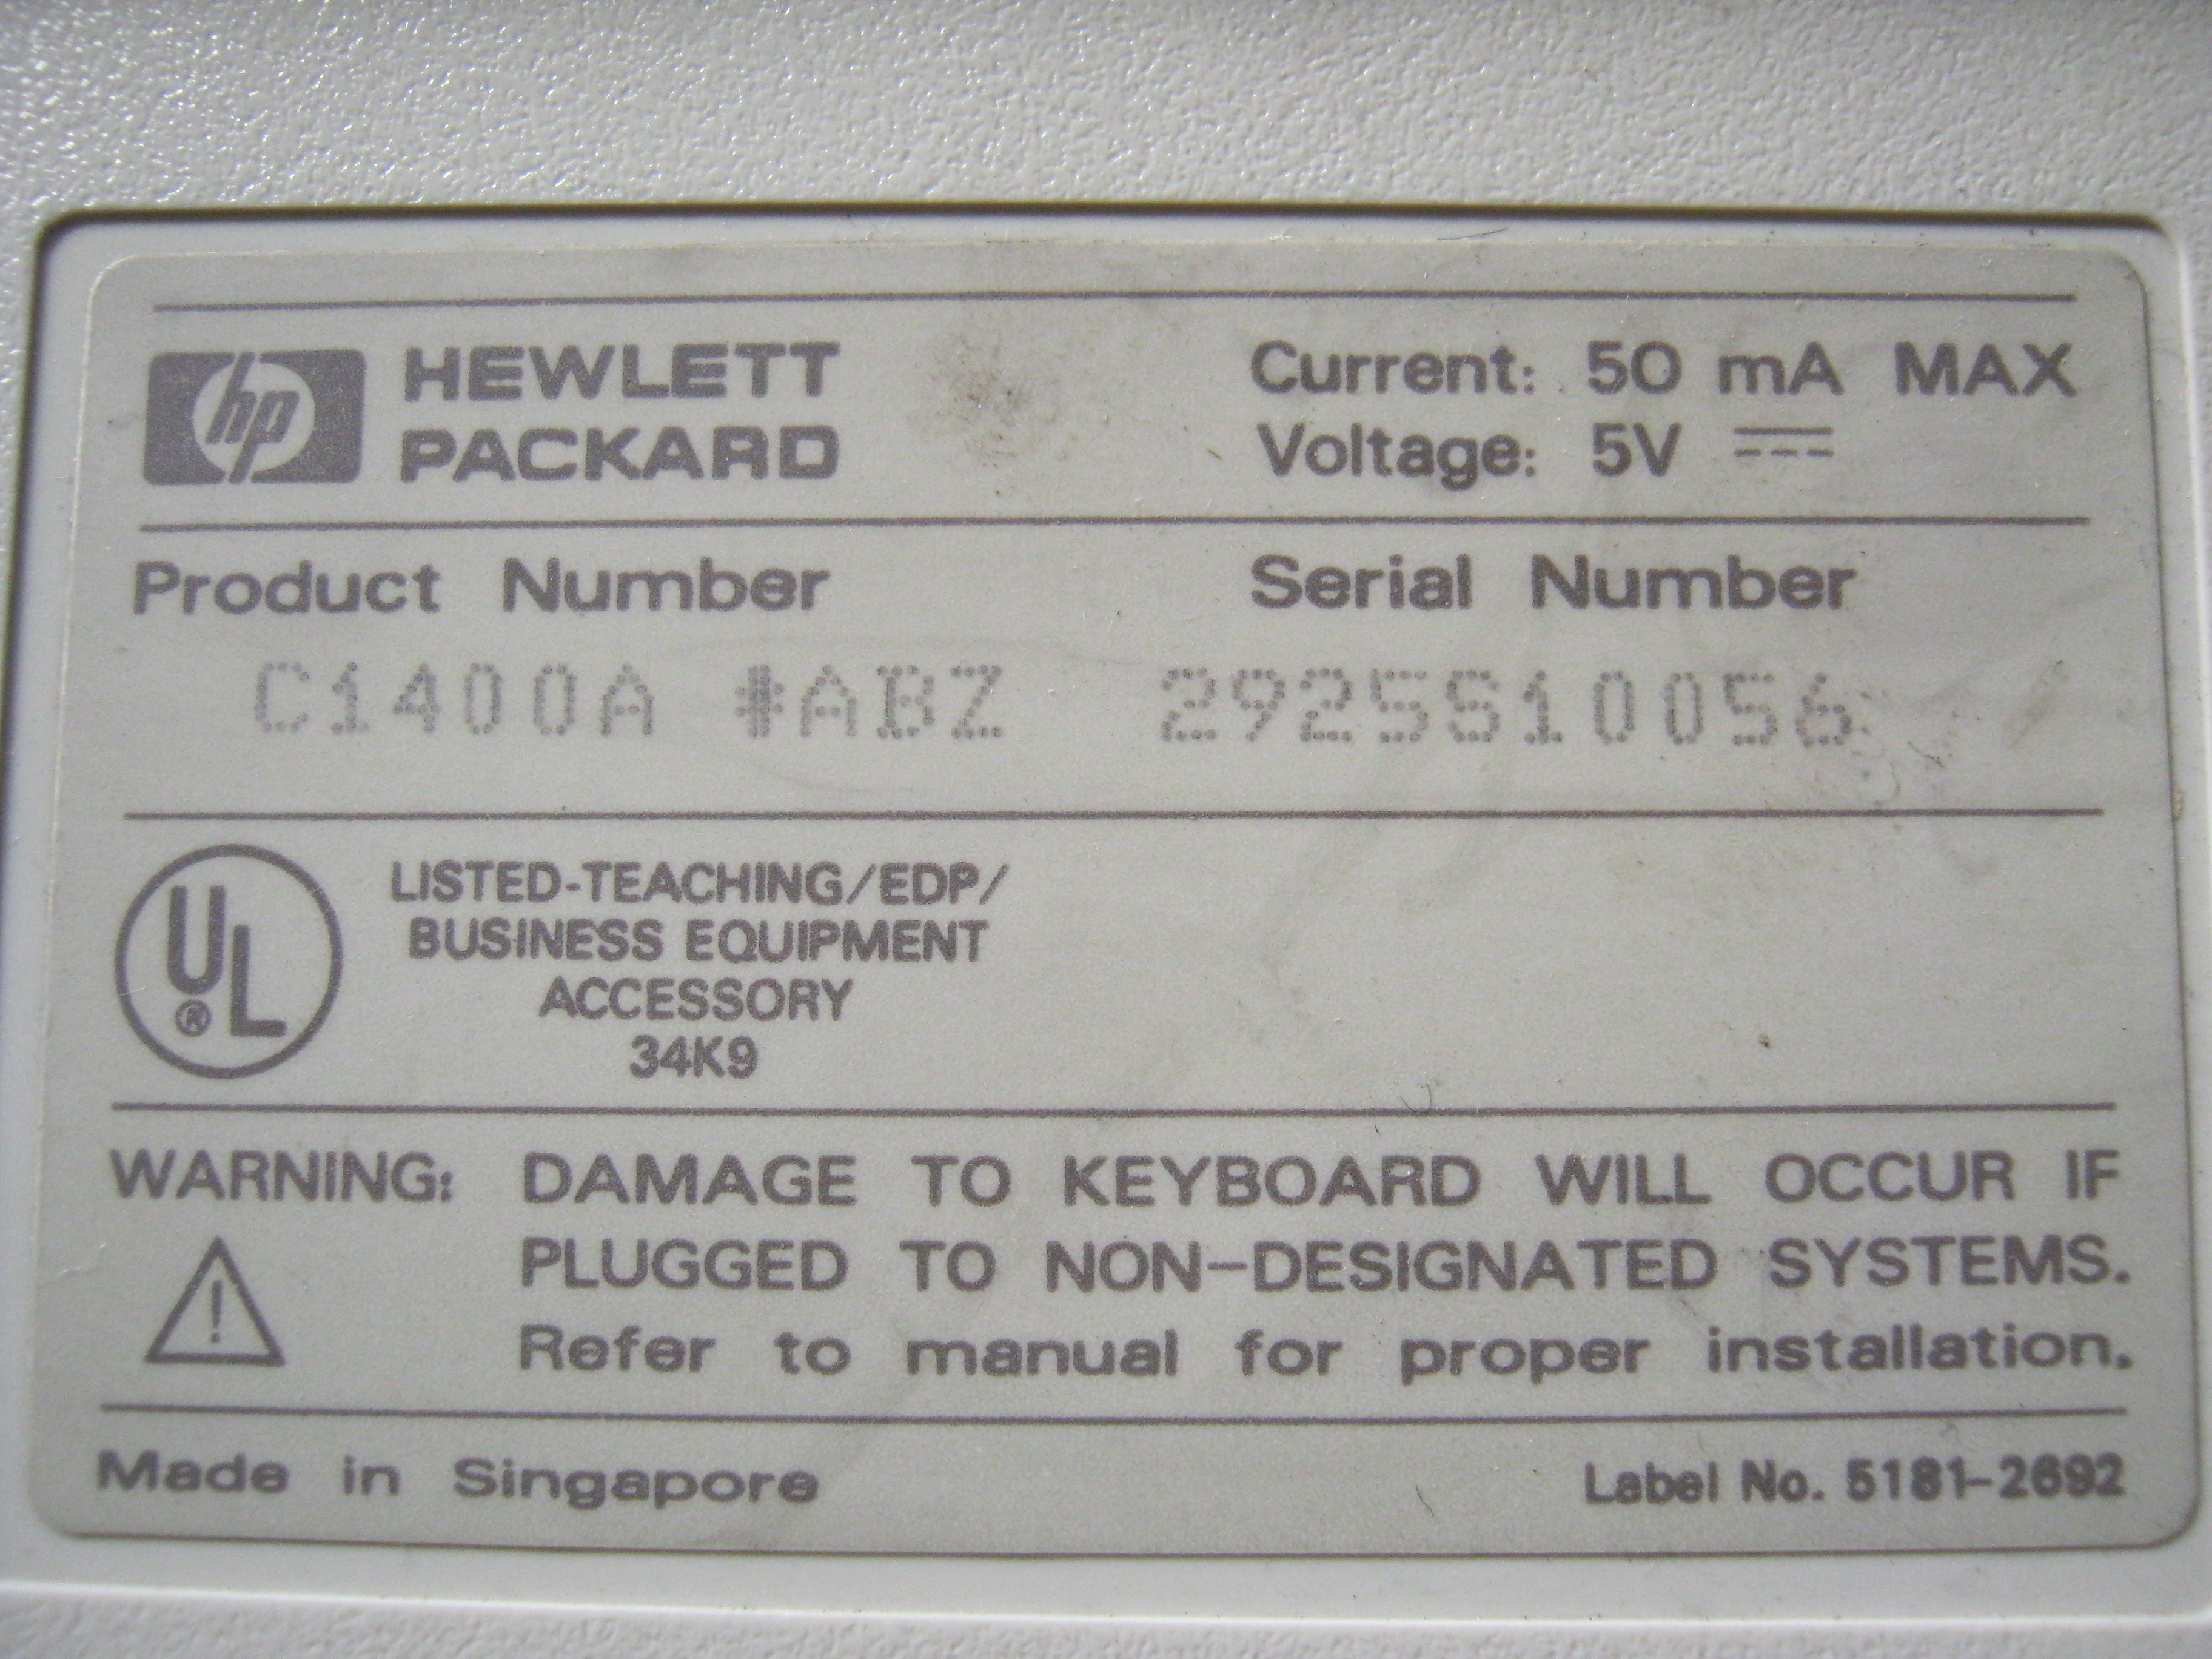 hp HEWLETT PACKARD
Current: 50 mA MAX
Voltage: 5V
Product Number Serial Number
C1400A #ABZ 2925S10056
UL ® LISTED-TEACHING/EDP/
BUSINESS EQUIPMENT
ACCESSORY
34K9
WARNING: DAMAGE TO KEYBOARD WILL OCCUR IF
! PLUGGED TO NON-DESIGNATED SYSTEMS.
Refer to manual for proper installation.
Made in Singapore Label No. 5181-2692